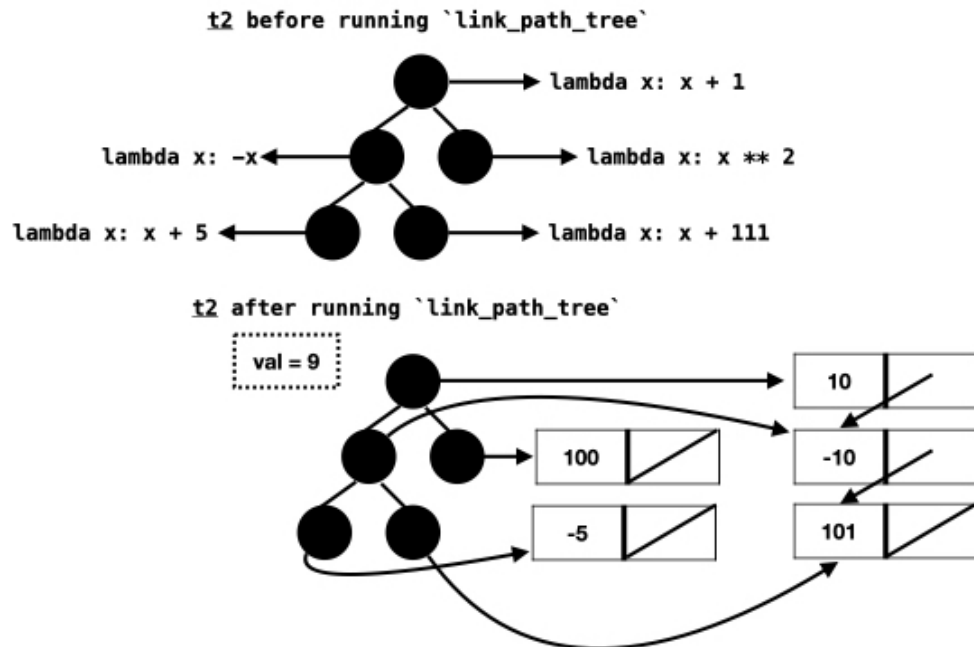 t2 before running `link_path_tree`
lambda x: x + 1
lambda x: -x
lambda x: x ** 2
lambda x: x + 5
lambda x: x + 111
t2 after running `link_path_tree`
val = 9
10
100
-10
-5
101